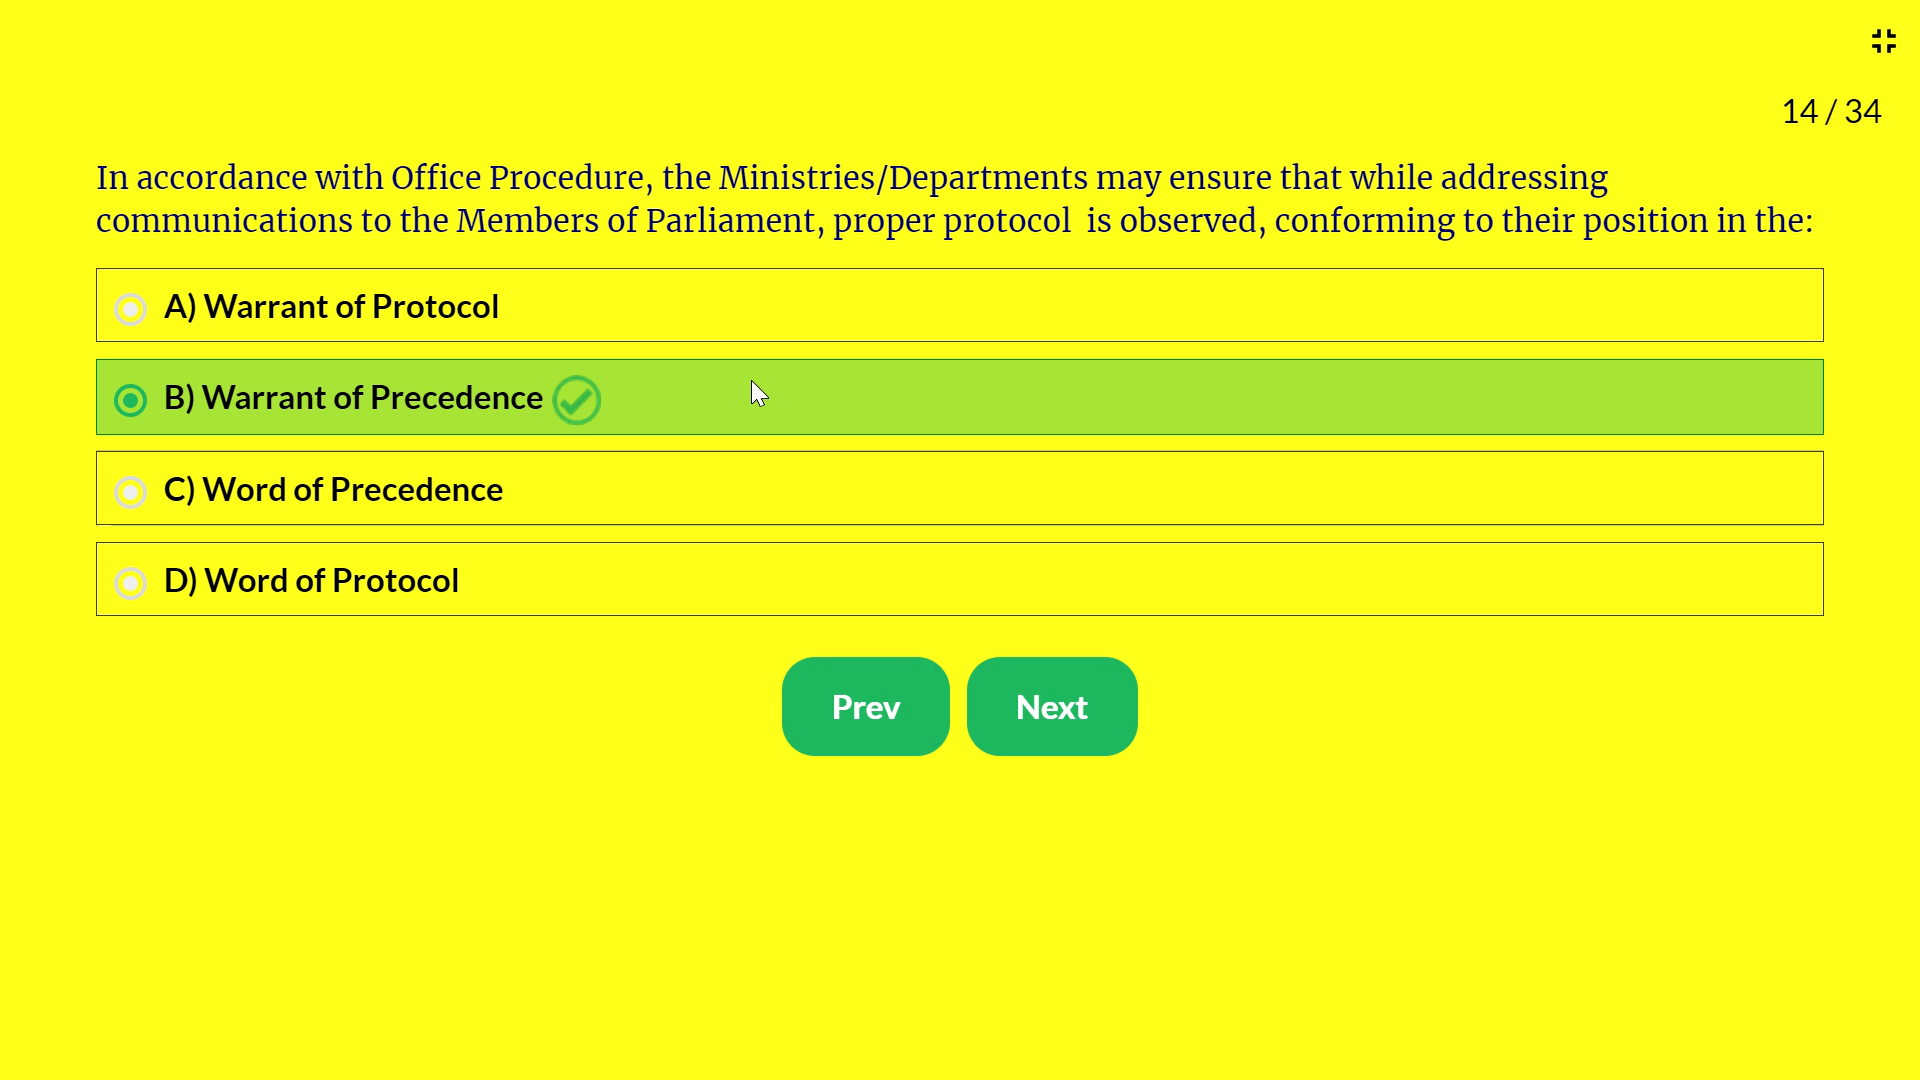 14 / 34
In accordance with Office Procedure, the Ministries/Departments may ensure that while addressing
communications to the Members of Parliament, proper protocol  is observed, conforming to their position in the:
A) Warrant of Protocol
B) Warrant of Precedence
C) Word of Precedence
D) Word of Protocol
Prev Next